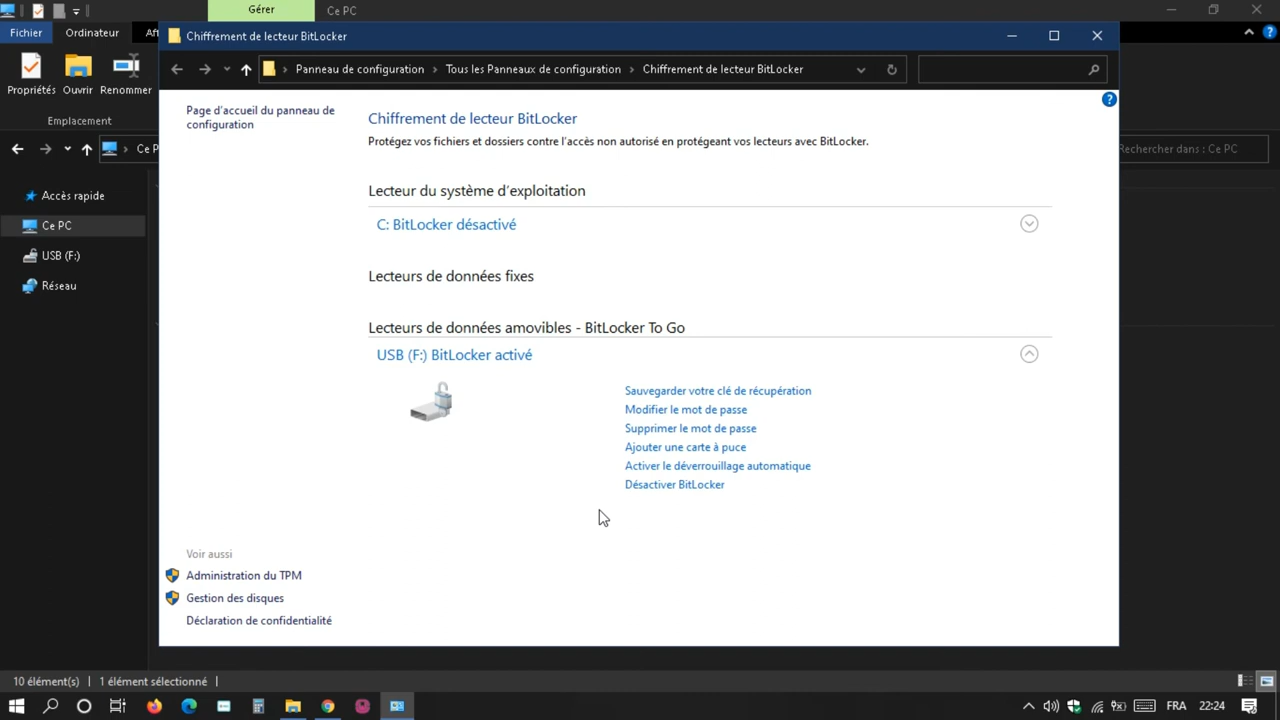 Gérer
Ce PC
Fichier
Ordinateur
Af
Chiffrement de lecteur BitLocker
Propriétés
Ouvrir
Renommer
Emplacement
Panneau de configuration
Tous les Panneaux de configuration
Chiffrement de lecteur BitLocker
Ce P
Rechercher dans : Ce PC
Accès rapide
Ce PC
USB (F:)
Réseau
Page d'accueil du panneau de
configuration
Chiffrement de lecteur BitLocker
Protégez vos fichiers et dossiers contre l'accès non autorisé en protégeant vos lecteurs avec BitLocker.
Lecteur du système d'exploitation
C: BitLocker désactivé
Lecteurs de données fixes
Lecteurs de données amovibles - BitLocker To Go
USB (F:) BitLocker activé
Sauvegarder votre clé de récupération
Modifier le mot de passe
Supprimer le mot de passe
Ajouter une carte à puce
Activer le déverrouillage automatique
Désactiver BitLocker
Voir aussi
Administration du TPM
Gestion des disques
Déclaration de confidentialité
10 élément(s)
1 élément sélectionné
FRA
22:24